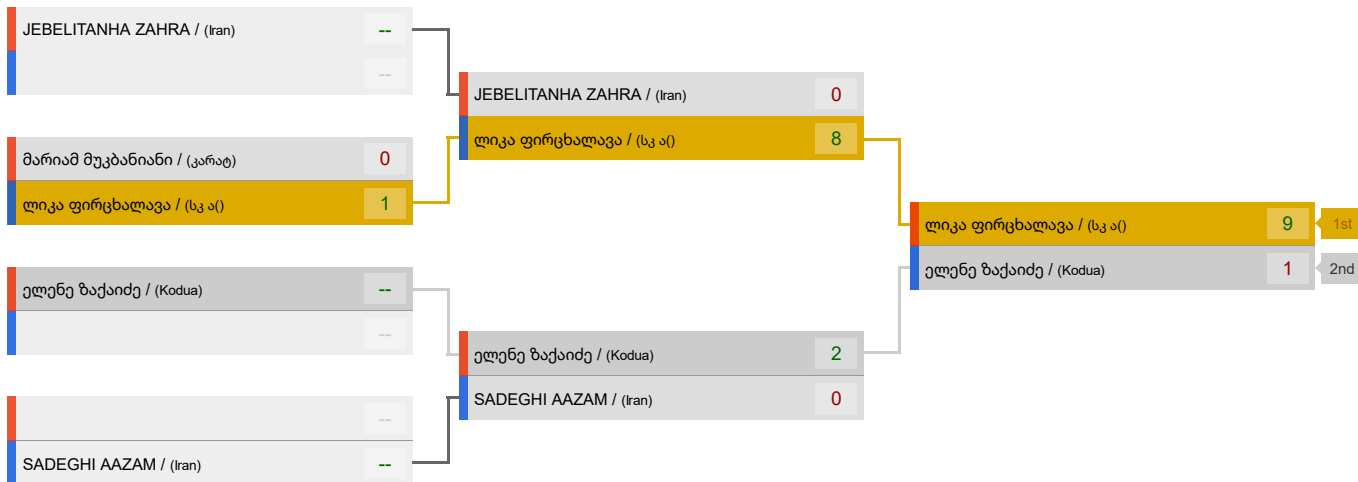 JEBELITANHA ZAHRA / (Iran) --
--
მარიამ მუკბანიანი / (კარატ) 0
ლიკა ფირცხალავა / (სკ ა() 1
ელენე ზაქაიძე / (Kodua) --
--
--
SADEGHI AAZAM / (Iran) --
JEBELITANHA ZAHRA / (Iran) 0
ლიკა ფირცხალავა / (სკ ა() 8
ელენე ზაქაიძე / (Kodua) 2
SADEGHI AAZAM / (Iran) 0
ლიკა ფირცხალავა / (სკ ა() 9 1st
ელენე ზაქაიძე / (Kodua) 1 2nd